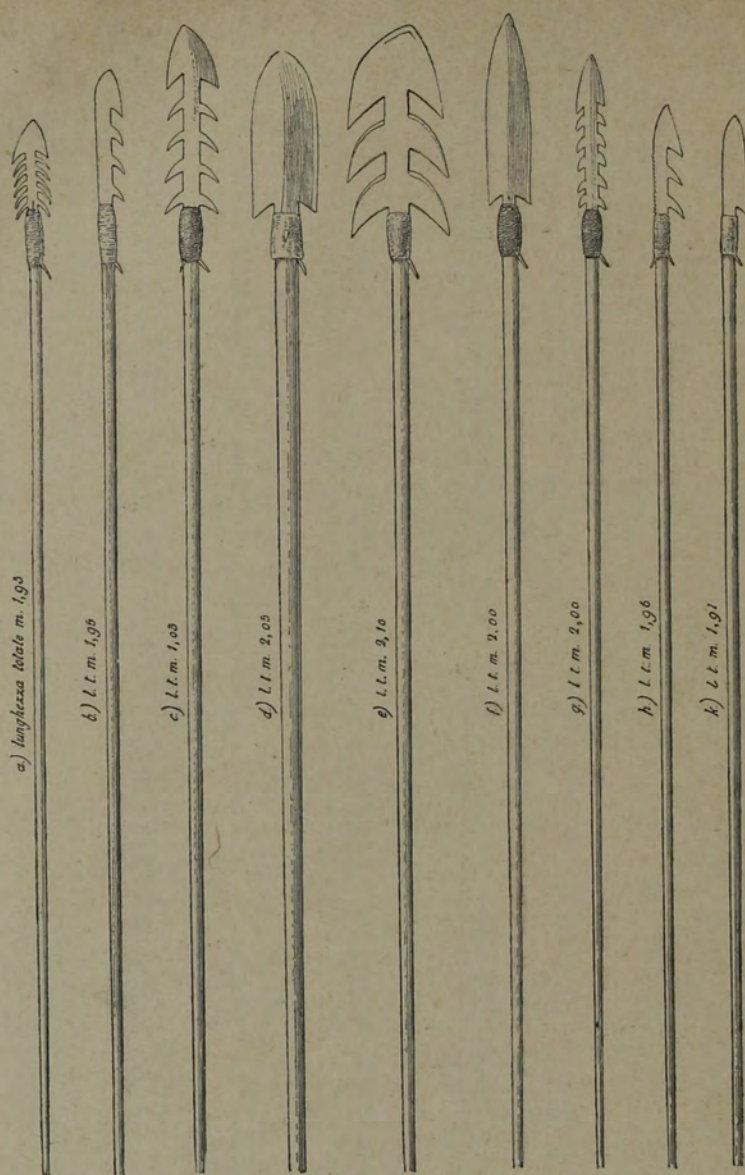 a) lunghezza totale m. 1,93
b) l. t. m. 1,95
c) l. t. m. 1,03
d) l. t. m. 2,05
e) l. t. m. 2,10
f) l. t. m. 2.00
g) l. t. m. 2,00
h) l. t. m. 1,96
k) l. t. m. 1,91